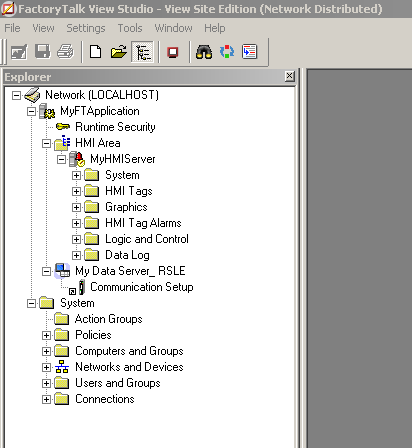 FactoryTalk View Studio - View Site Edition (Network Distributed)
File View Settings Tools Window Help
Explorer
Network (LOCALHOST)
MyFTApplication
Runtime Security
HMI Area
MyHMIServer
System
HMI Tags
Graphics
HMI Tag Alarms
Logic and Control
Data Log
My Data Server_ RSLE
Communication Setup
System
Action Groups
Policies
Computers and Groups
Networks and Devices
Users and Groups
Connections